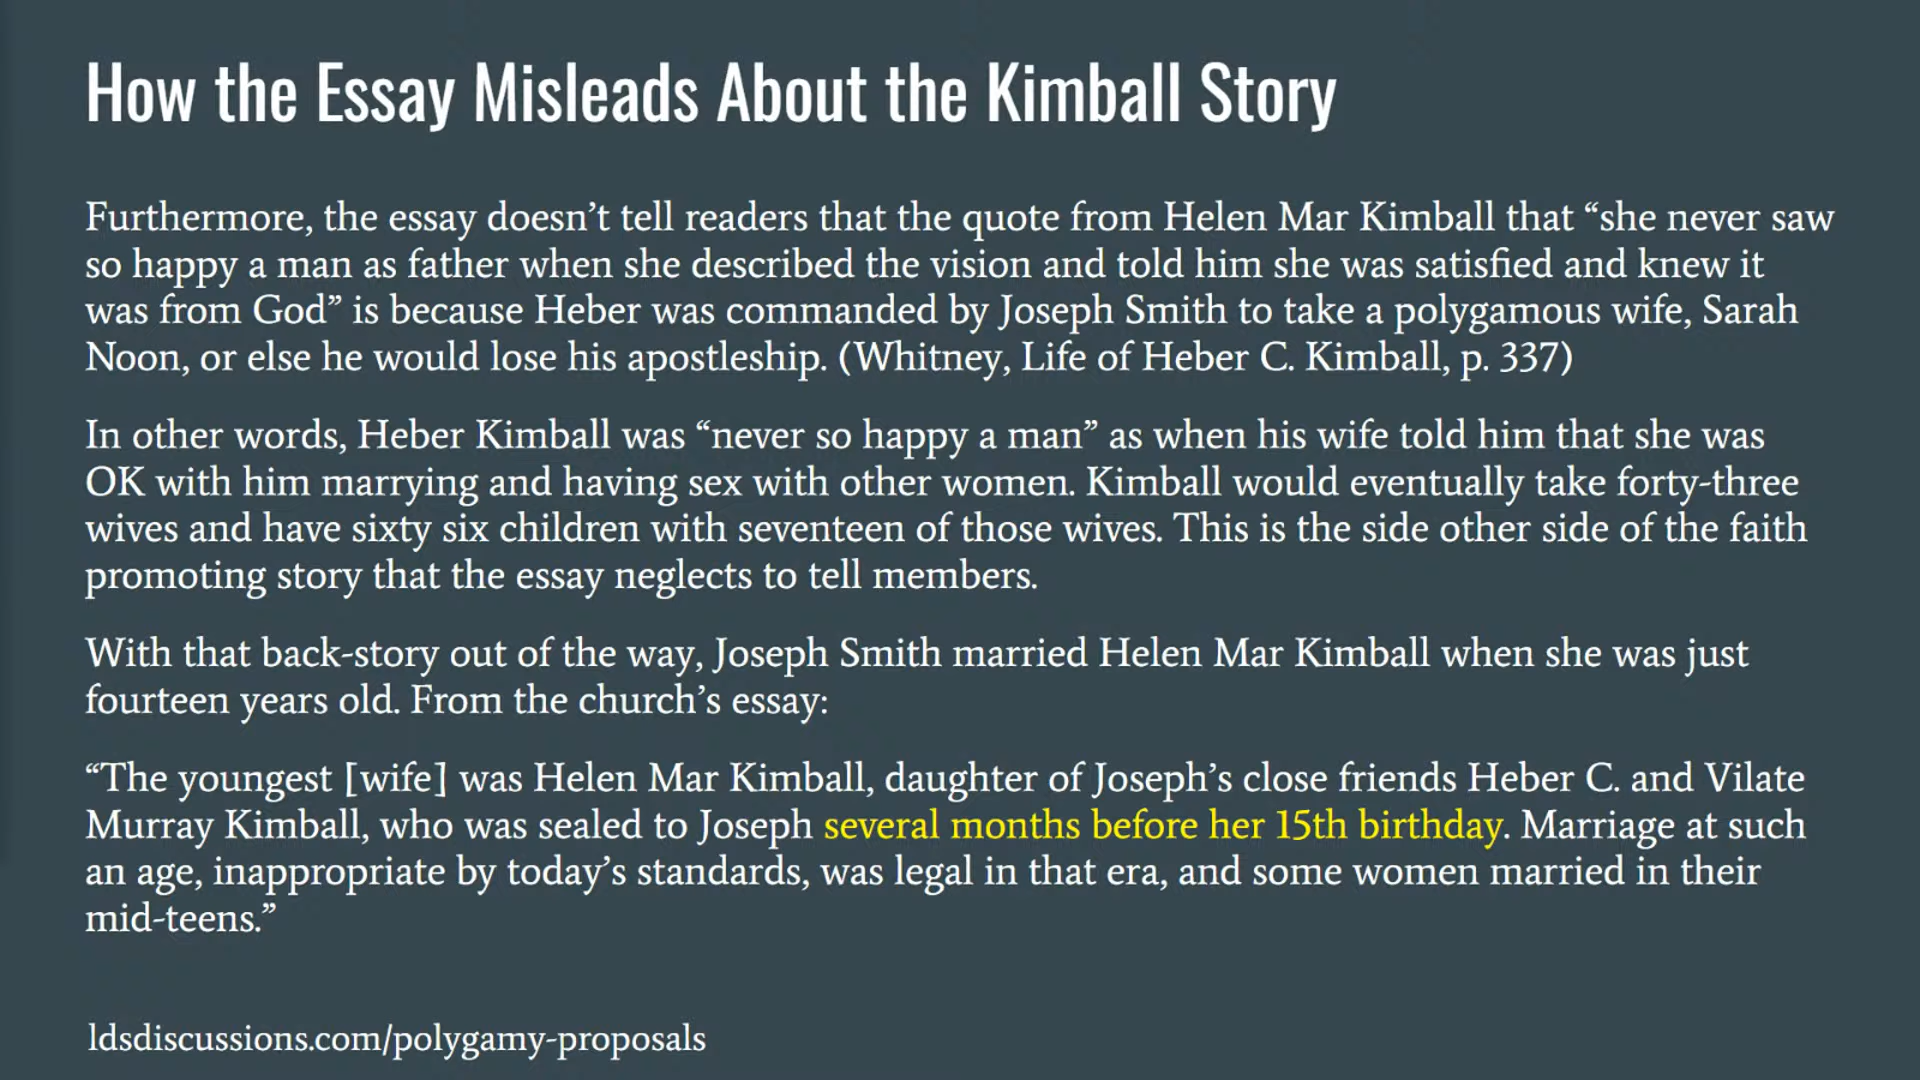 How the Essay Misleads About the Kimball Story
Furthermore, the essay doesn’t tell readers that the quote from Helen Mar Kimball that “she never saw
so happy a man as father when she described the vision and told him she was satisfied and knew it
was from God” is because Heber was commanded by Joseph Smith to take a polygamous wife, Sarah
Noon, or else he would lose his apostleship. (Whitney, Life of Heber C. Kimball, p. 337)
In other words, Heber Kimball was “never so happy a man” as when his wife told him that she was
OK with him marrying and having sex with other women. Kimball would eventually take forty-three
wives and have sixty six children with seventeen of those wives. This is the side other side of the faith
promoting story that the essay neglects to tell members.
With that back-story out of the way, Joseph Smith married Helen Mar Kimball when she was just
fourteen years old. From the church’s essay:
“The youngest [wife] was Helen Mar Kimball, daughter of Joseph’s close friends Heber C. and Vilate
Murray Kimball, who was sealed to Joseph several months before her 15th birthday. Marriage at such
an age, inappropriate by today’s standards, was legal in that era, and some women married in their
mid-teens.”
ldsdiscussions.com/polygamy-proposals